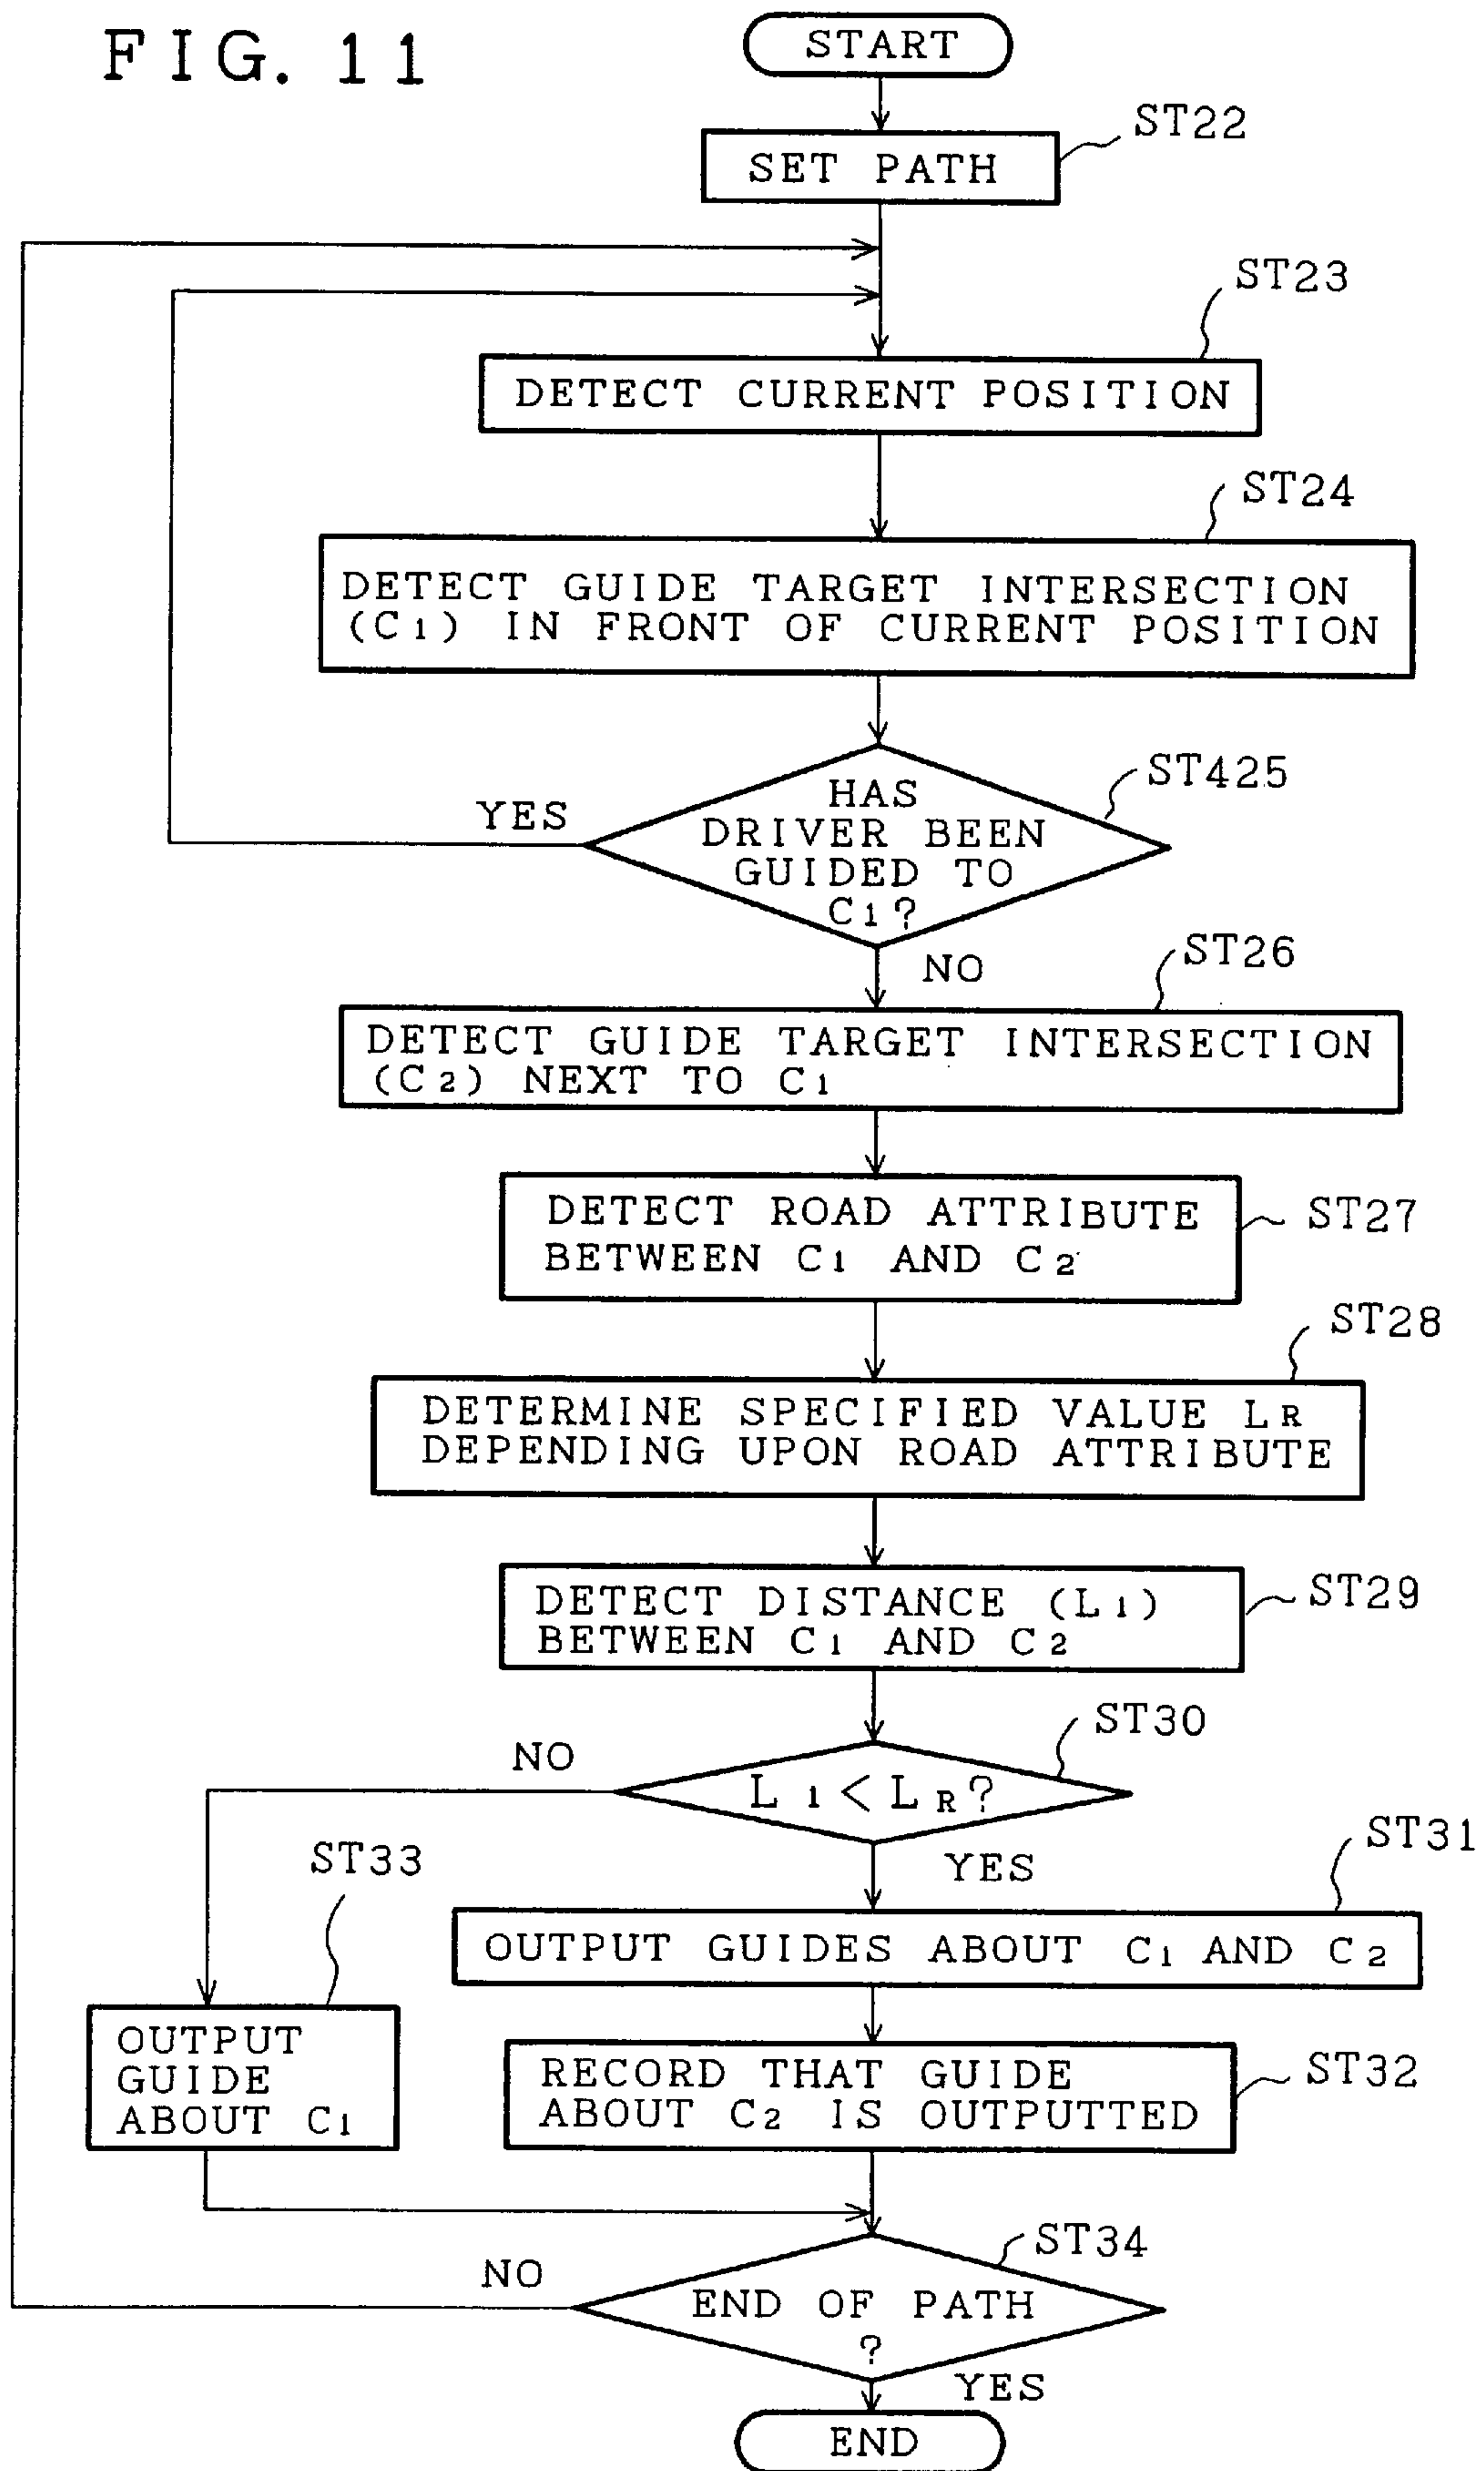 FIG. 11
START
ST22
SET PATH
ST23
DETECT CURRENT POSITION
ST24
DETECT GUIDE TARGET INTERSECTION
(C1) IN FRONT OF CURRENT POSITION
ST425
YES
HAS
DRIVER BEEN
GUIDED TO
C1?
NO
ST26
DETECT GUIDE TARGET INTERSECTION
(C2) NEXT TO C1
DETECT ROAD ATTRIBUTE
BETWEEN C1 AND C2
ST27
ST28
DETERMINE SPECIFIED VALUE LR
DEPENDING UPON ROAD ATTRIBUTE
DETECT DISTANCE (L1)
BETWEEN C1 AND C2
ST29
ST30
NO
L1<LR?
YES
ST31
ST33
OUTPUT GUIDES ABOUT C1 AND C2
OUTPUT
GUIDE
ABOUT C1
RECORD THAT GUIDE
ABOUT C2 IS OUTPUTTED
ST32
ST34
NO
END OF PATH
?
YES
END